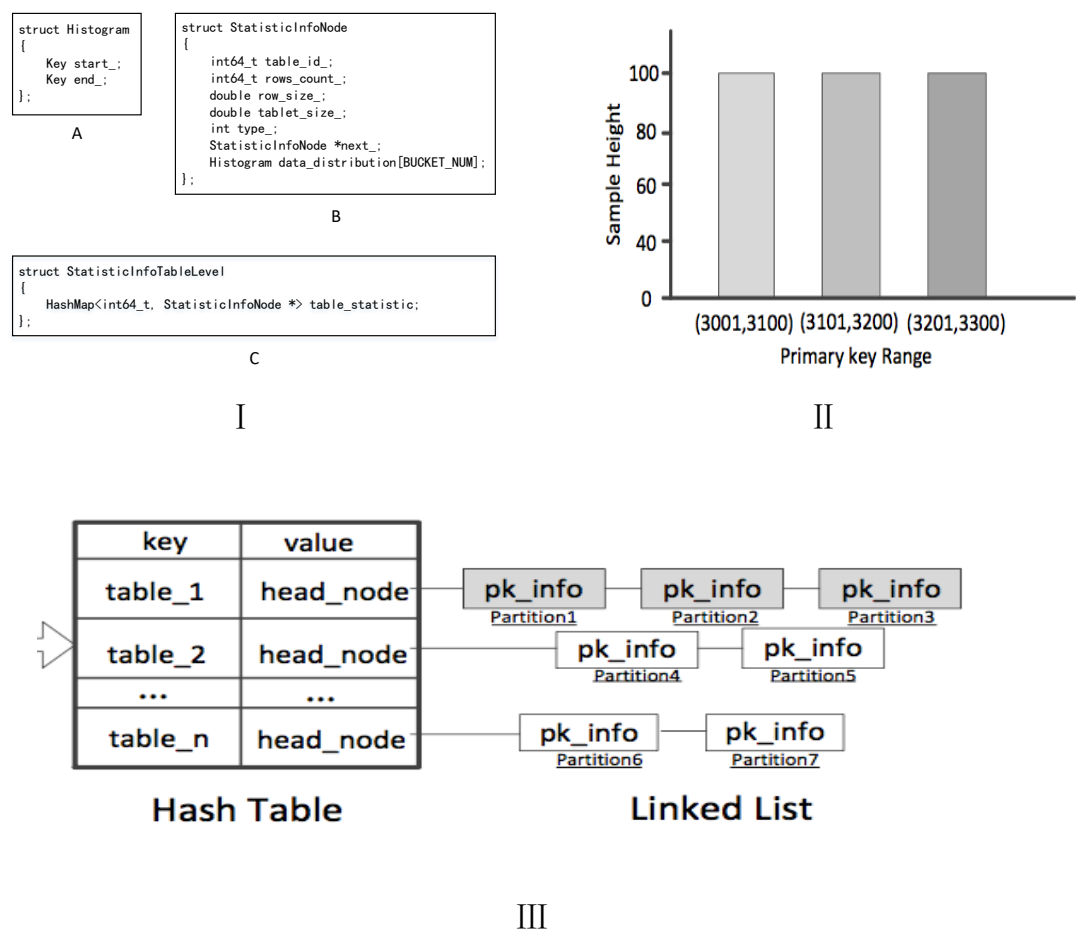 struct Histogram
{
Key start_;
Key end_;
};
A
struct StatisticInfoNode
{
int64_t table_id_;
int64_t rows_count_;
double row_size_;
double tablet_size_;
int type_;
StatisticInfoNode *next_;
Histogram data_distribution[BUCKET_NUM];
};
B
struct StatisticInfoTableLevel
{
HashMap<int64_t, StatisticInfoNode *> table_statistic;
};
C
I
Sample Height
100
80
60
40
0
(3001,3100) (3101,3200) (3201,3300)
Primary key Range
II
key value
table_1 head_node pk_info pk_info pk_info
Partition1 Partition2 Partition3
table_2 head_node pk_info pk_info
Partition4 Partition5
... ...
table_n head_node pk_info pk_info
Partition6 Partition7
Hash Table Linked List
III